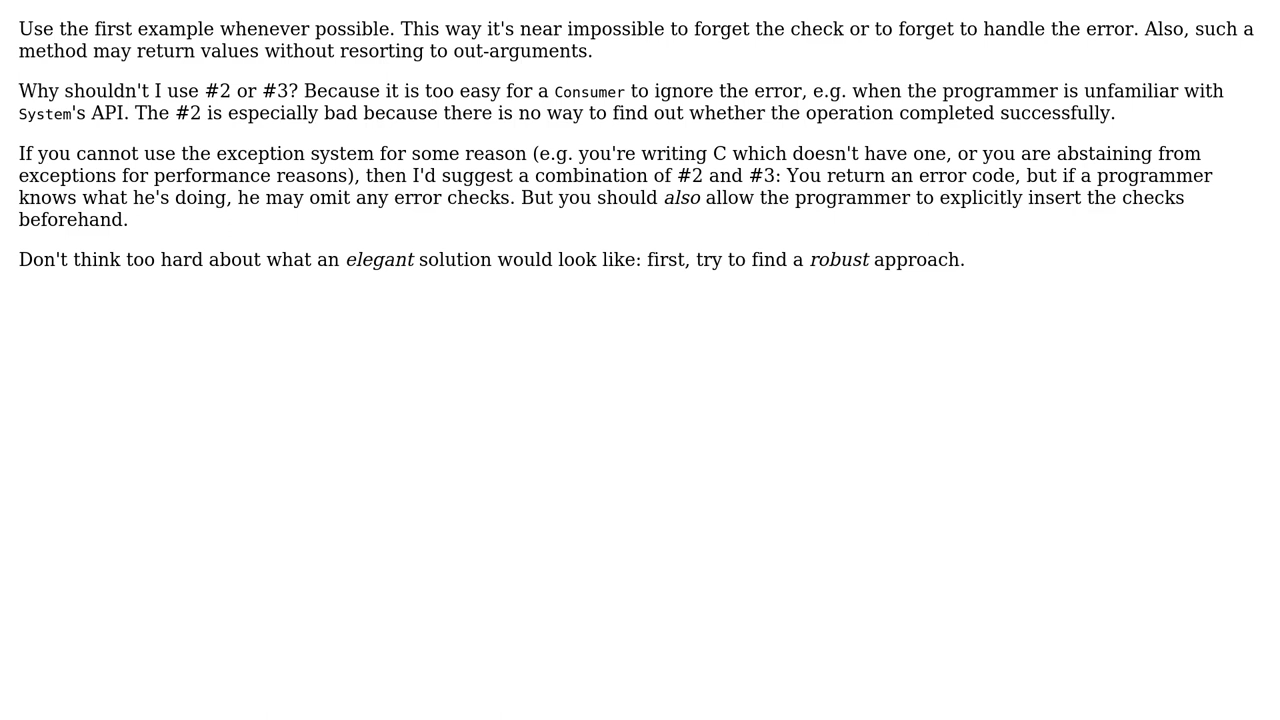 Use the first example whenever possible. This way it's near impossible to forget the check or to forget to handle the error. Also, such a
method may return values without resorting to out-arguments.
Why shouldn't I use #2 or #3? Because it is too easy for a Consumer to ignore the error, e.g. when the programmer is unfamiliar with
System's API. The #2 is especially bad because there is no way to find out whether the operation completed successfully.
If you cannot use the exception system for some reason (e.g. you're writing C which doesn't have one, or you are abstaining from
exceptions for performance reasons), then I'd suggest a combination of #2 and #3: You return an error code, but if a programmer
knows what he's doing, he may omit any error checks. But you should also allow the programmer to explicitly insert the checks
beforehand.
Don't think too hard about what an elegant solution would look like: first, try to find a robust approach.